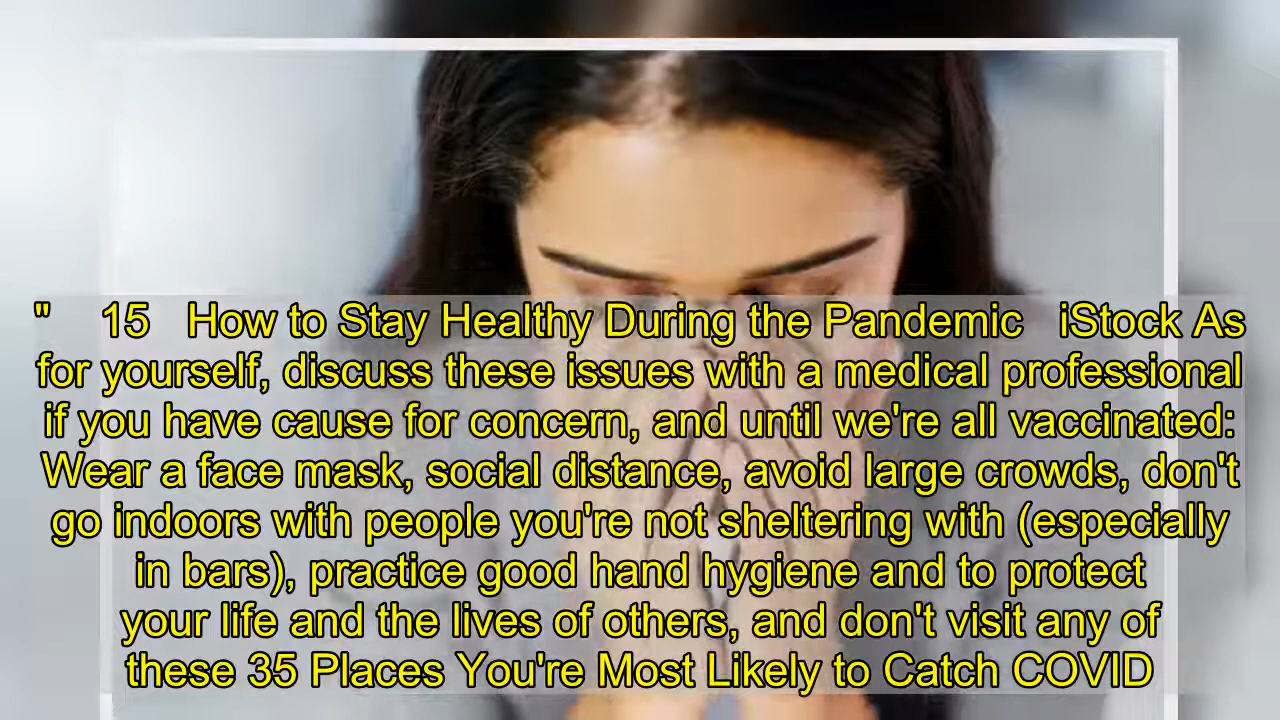 " 15 How to Stay Healthy During the Pandemic iStock As
for yourself, discuss these issues with a medical professional
if you have cause for concern, and until we're all vaccinated:
Wear a face mask, social distance, avoid large crowds, don't
go indoors with people you're not sheltering with (especially
in bars), practice good hand hygiene and to protect
your life and the lives of others, and don't visit any of
these 35 Places You're Most Likely to Catch COVID